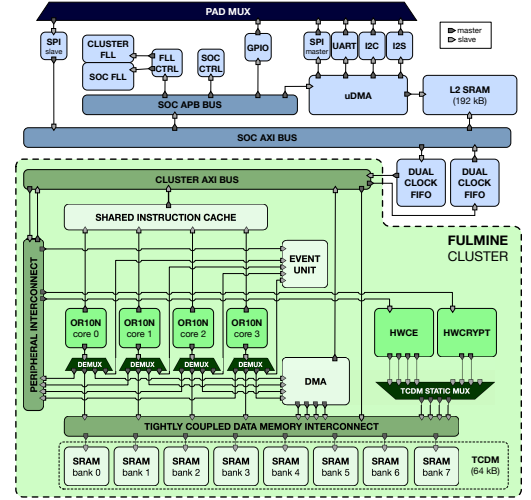 PAD MUX
SPI
slave
CLUSTER
FLL
SOC FLL
FLL
CTRL
SOC
CTRL
GPIO
SPI
master
UART
I2C
I2S
master
slave
SOC APB BUS
uDMA
L2 SRAM
(192 kB)
SOC AXI BUS
CLUSTER AXI BUS
DUAL
CLOCK
FIFO
DUAL
CLOCK
FIFO
SHARED INSTRUCTION CACHE
FULMINE
CLUSTER
PERIPHERAL INTERCONNECT
EVENT
UNIT
OR10N
core 0
OR10N
core 1
OR10N
core 2
OR10N
core 3
HWCE
HWCRYPT
DEMUX
DEMUX
DEMUX
DEMUX
DMA
TCDM STATIC MUX
TIGHTLY COUPLED DATA MEMORY INTERCONNECT
SRAM
bank 0
SRAM
bank 1
SRAM
bank 2
SRAM
bank 3
SRAM
bank 4
SRAM
bank 5
SRAM
bank 6
SRAM
bank 7
TCDM
(64 kB)